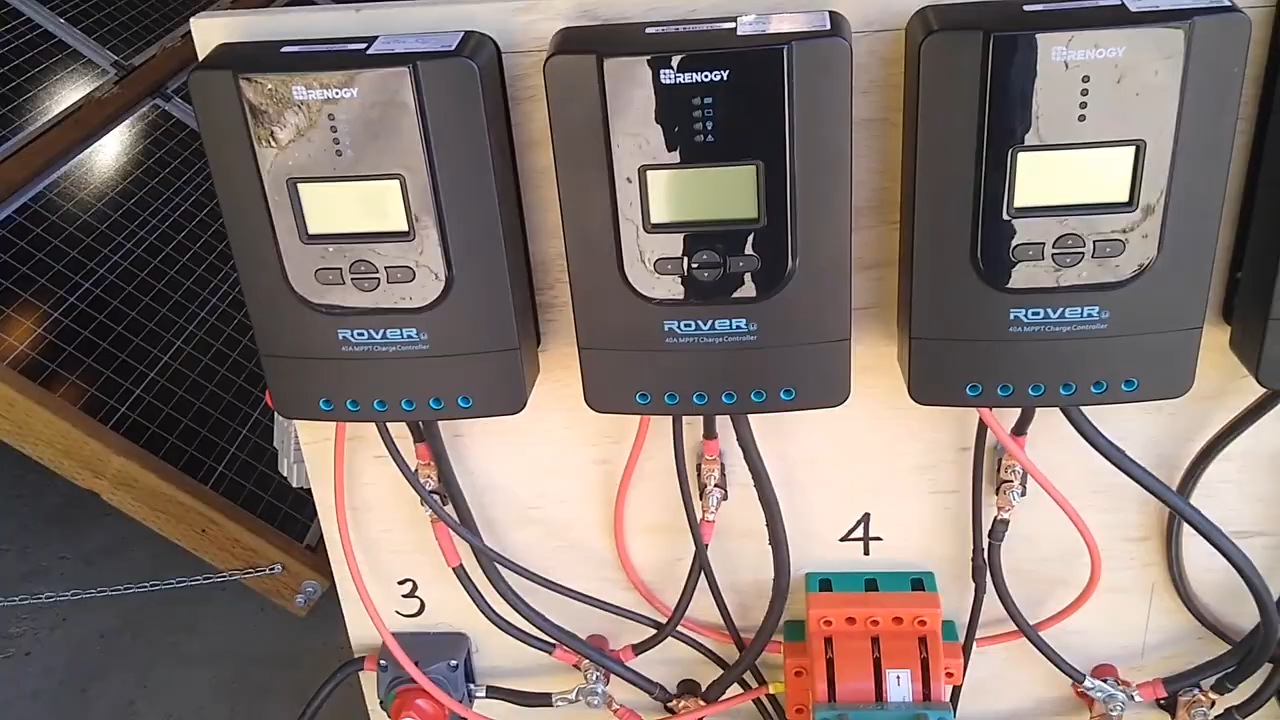 RENOGY
ROVER
40A MPPT Charge Controller
RENOGY
ROVER
40A MPPT Charge Controller
RENOGY
ROVER
40A MPPT Charge Controller
3
4